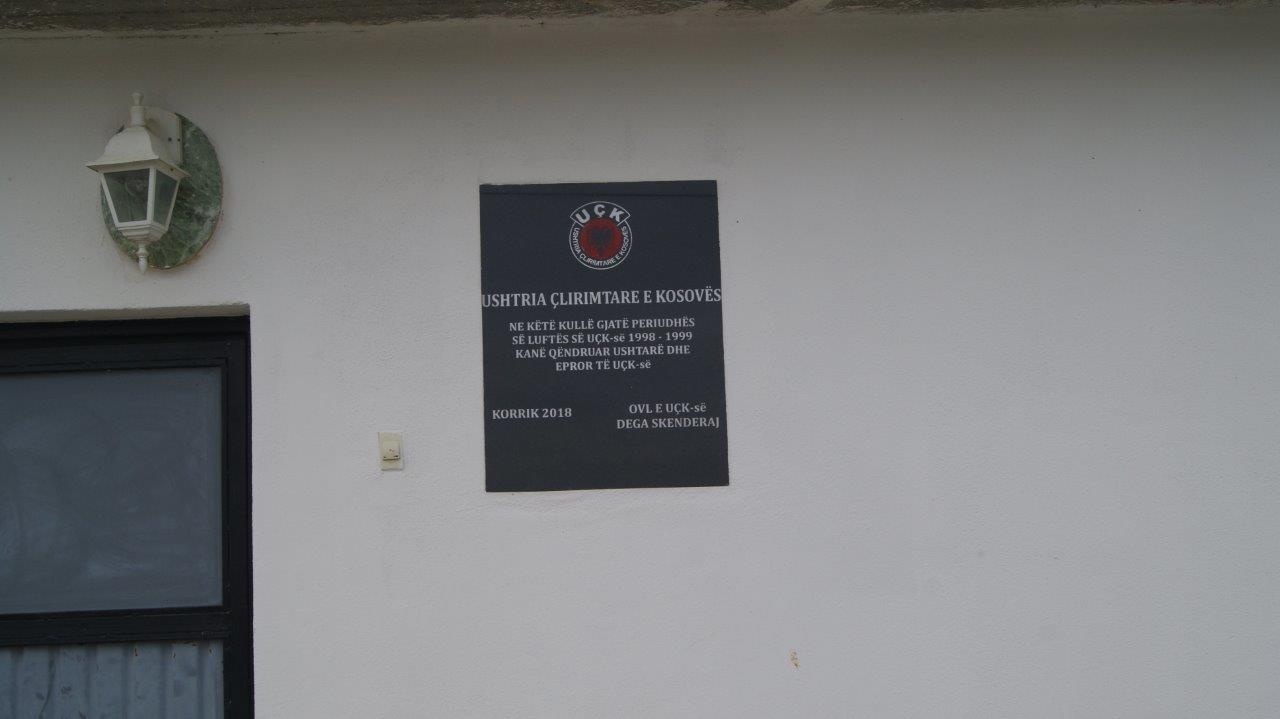 UÇK
USHTRIA ÇLIRIMTARE E KOSOVËS
USHTRIA ÇLIRIMTARE E KOSOVËS
NE KËTË KULLË GJATË PERIUDHËS
SË LUFTËS SË UÇK-së 1998 - 1999
KANË QËNDRUAR USHTARË DHE
EPROR TË UÇK-së
KORRIK 2018
OVL E UÇK-së
DEGA SKENDERAJ